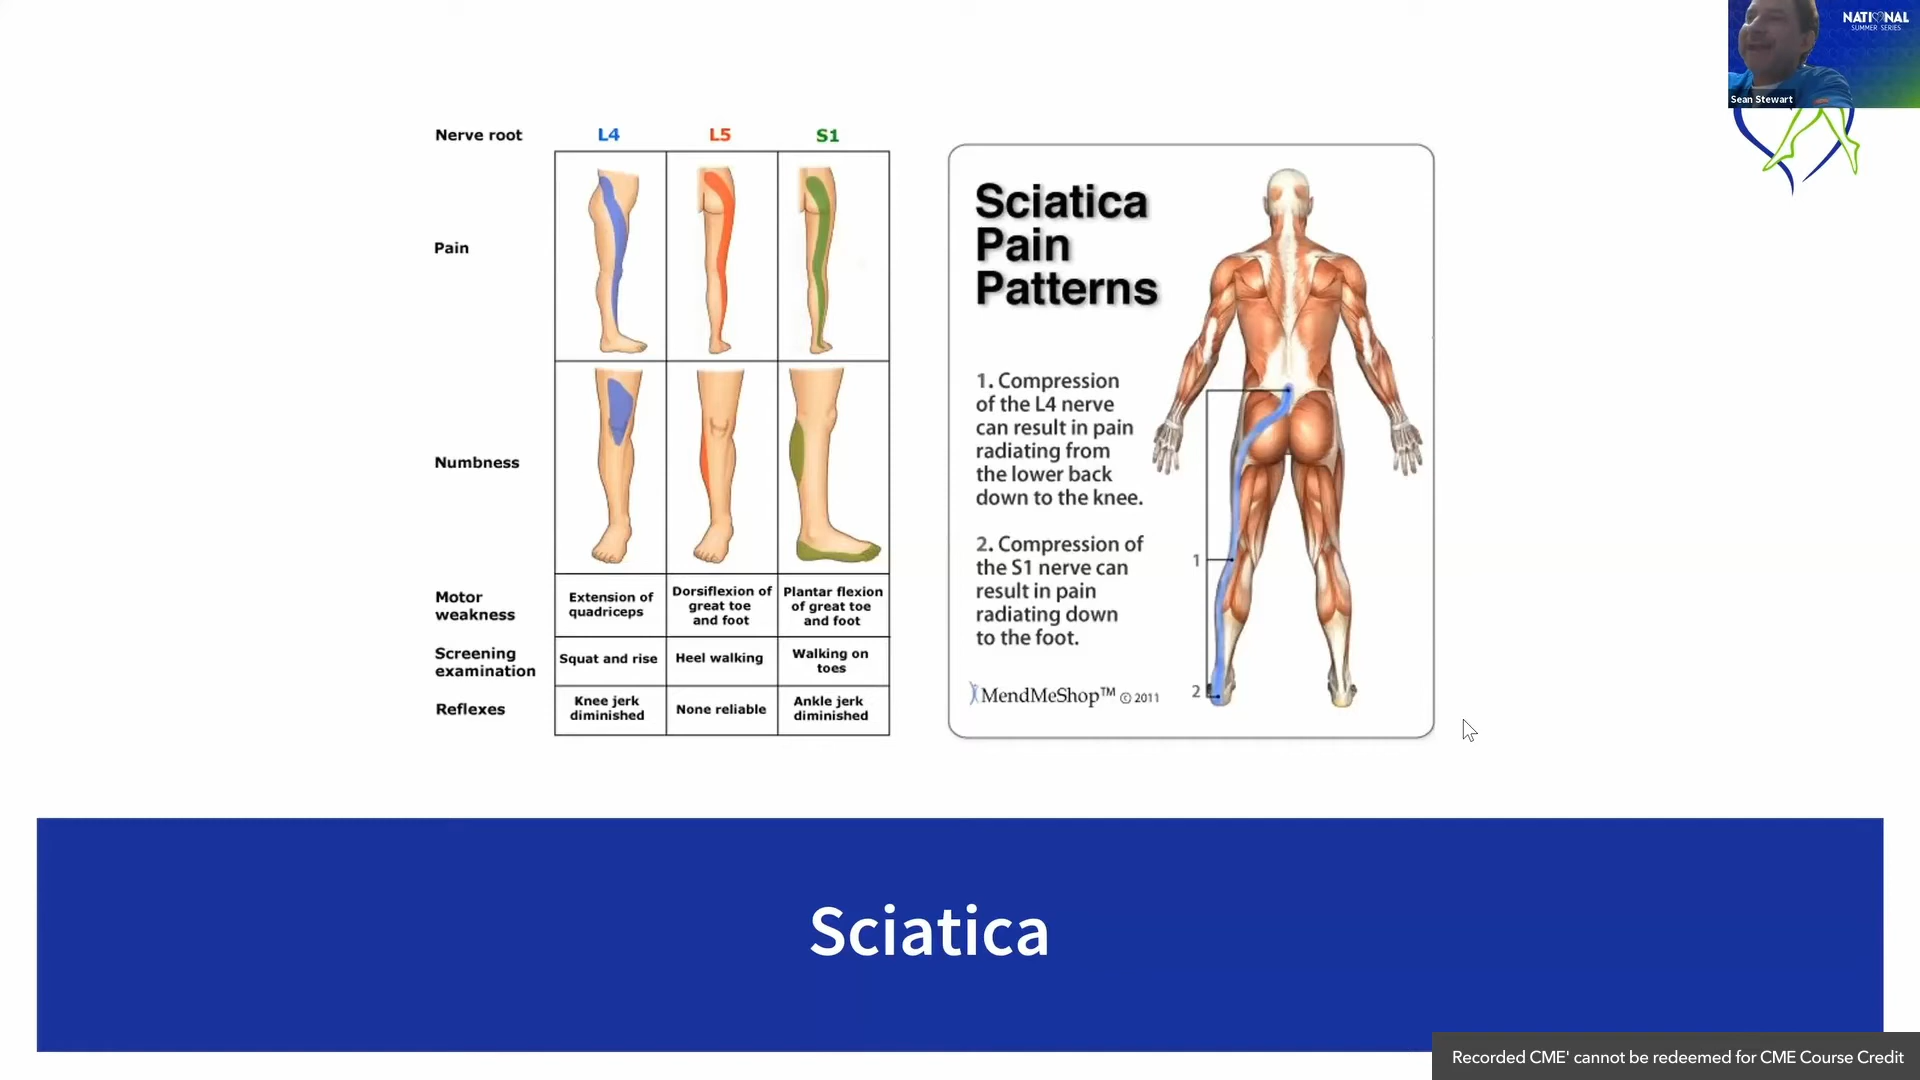 NATIONAL
SUMMER SERIES
Sean Stewart
Nerve root
L4
L5
S1
Pain
Numbness
Motor
weakness
Extension of
quadriceps
Dorsiflexion of
great toe
and foot
Plantar flexion
of great toe
and foot
Screening
examination
Squat and rise
Heel walking
Walking on
toes
Reflexes
Knee jerk
diminished
None reliable
Ankle jerk
diminished
Sciatica
Pain
Patterns
1. Compression
of the L4 nerve
can result in pain
radiating from
the lower back
down to the knee.
2. Compression of
the S1 nerve can
result in pain
radiating down
to the foot.
MendMeShop™ © 2011
1
2
Sciatica
Recorded CME' cannot be redeemed for CME Course Credit